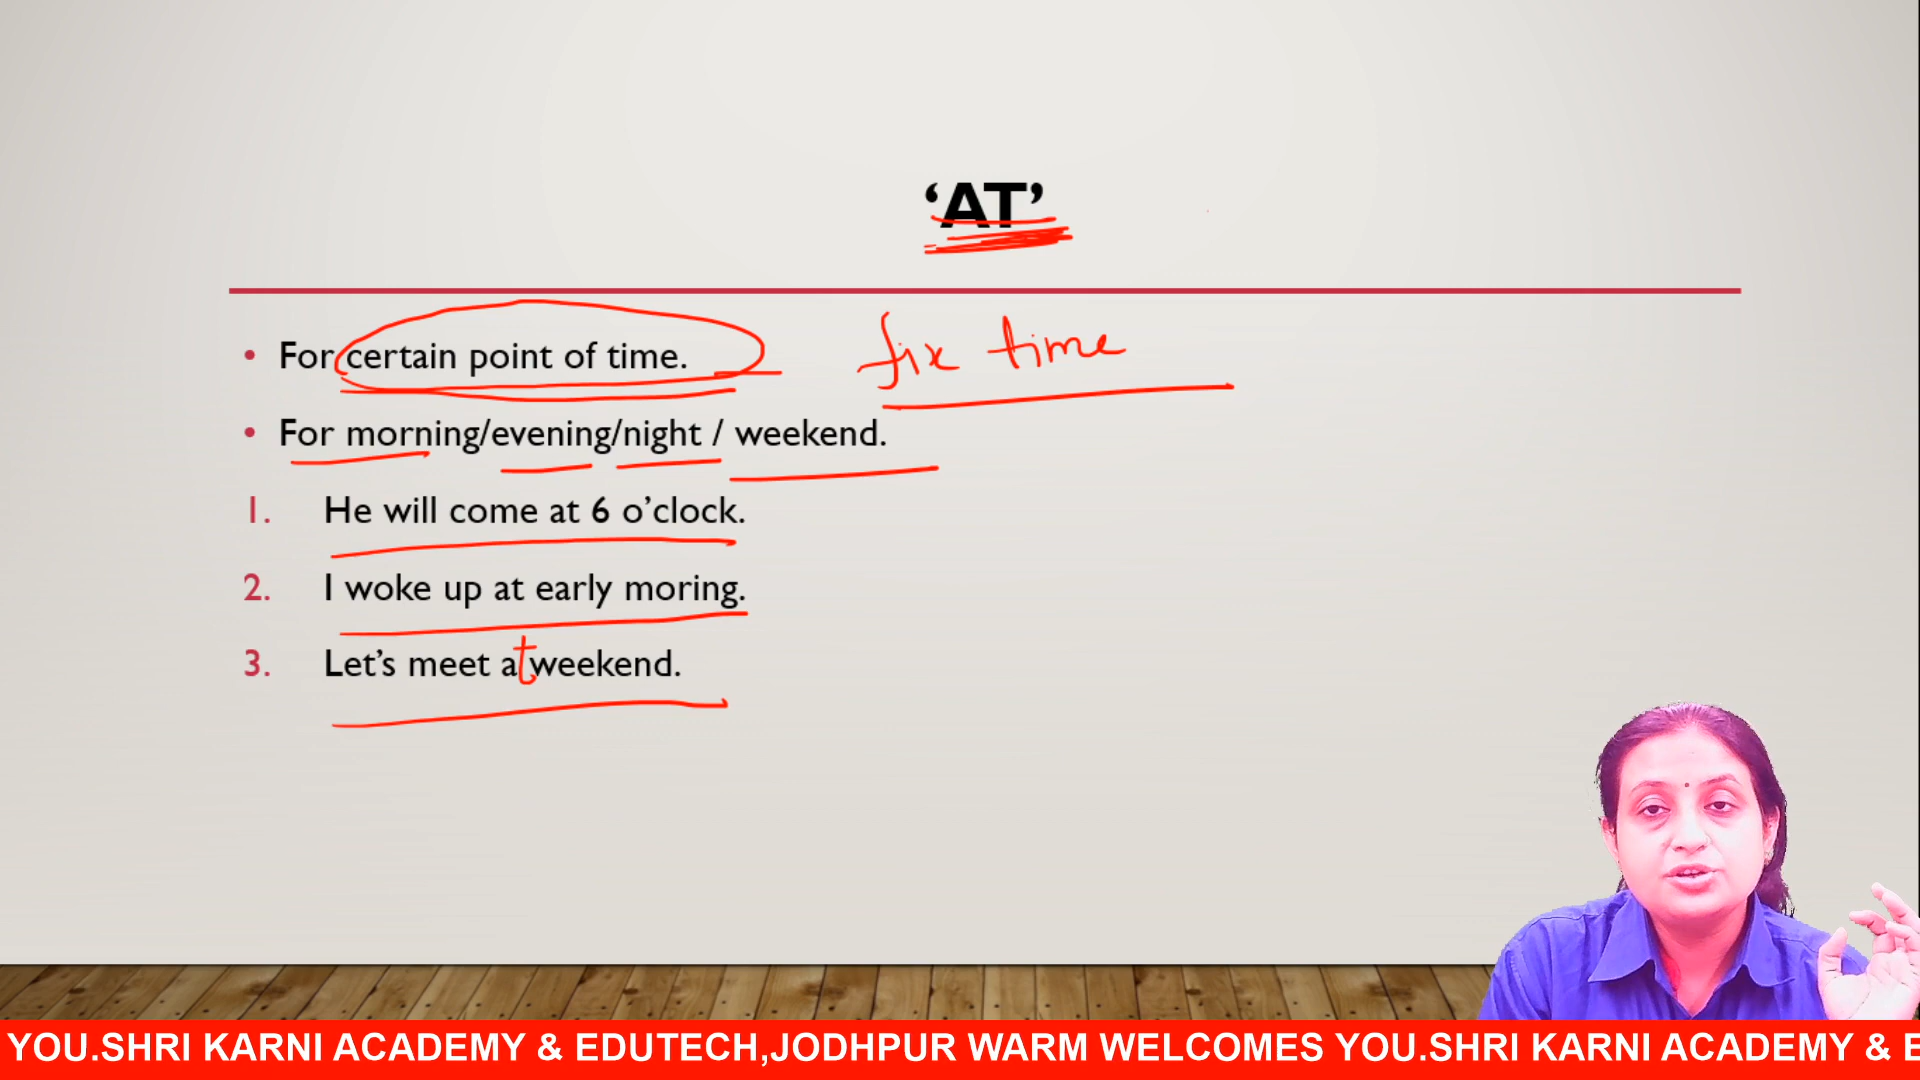 ‘AT’
• For certain point of time. fix time
• For morning/evening/night / weekend.
1. He will come at 6 o’clock.
2. I woke up at early moring.
3. Let’s meet at weekend.
YOU.SHRI KARNI ACADEMY & EDUTECH,JODHPUR WARM WELCOMES YOU.SHRI KARNI ACADEMY & E